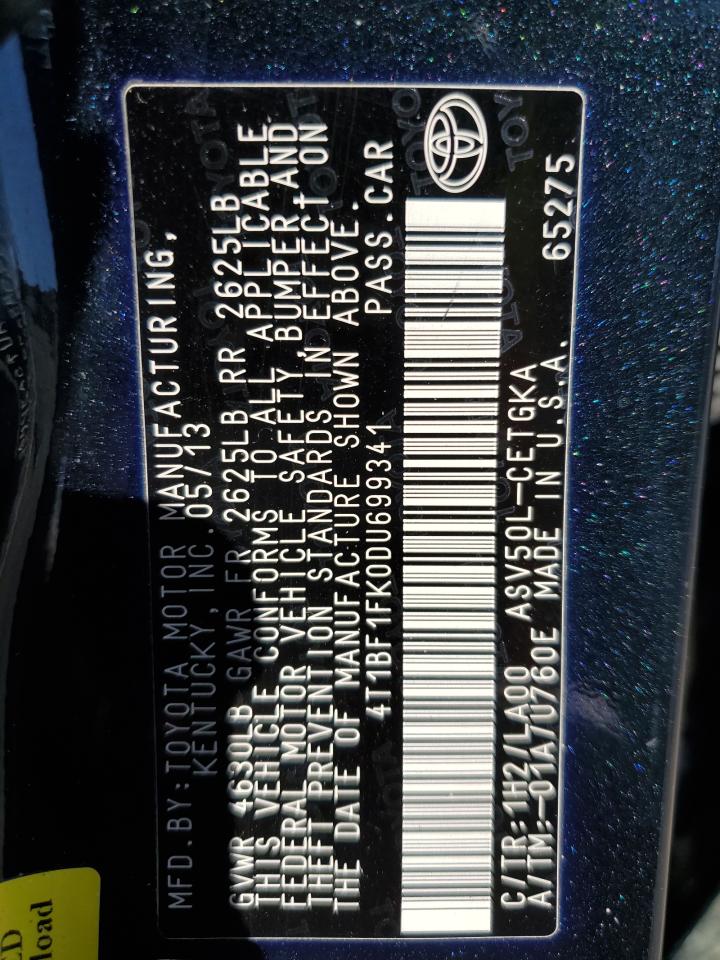 MFD.BY:TOYOTA MOTOR MANUFACTURING,
KENTUCKY,INC. 05/13
GVWR 4630LB GAWR FR 2625LB RR 2625LB
THIS VEHICLE CONFORMS TO ALL APPLICABLE
FEDERAL MOTOR VEHICLE SAFETY,BUMPER AND
THEFT PREVENTION STANDARDS IN EFFECT ON
THE DATE OF MANUFACTURE SHOWN ABOVE.
4T1BF1FK0DU699341 PASS.CAR
C/TR:1H2/LA00 ASV50L-CETGKA
A/TM:-01A/U760E MADE IN U.S.A. 65275
TOYOTA
load